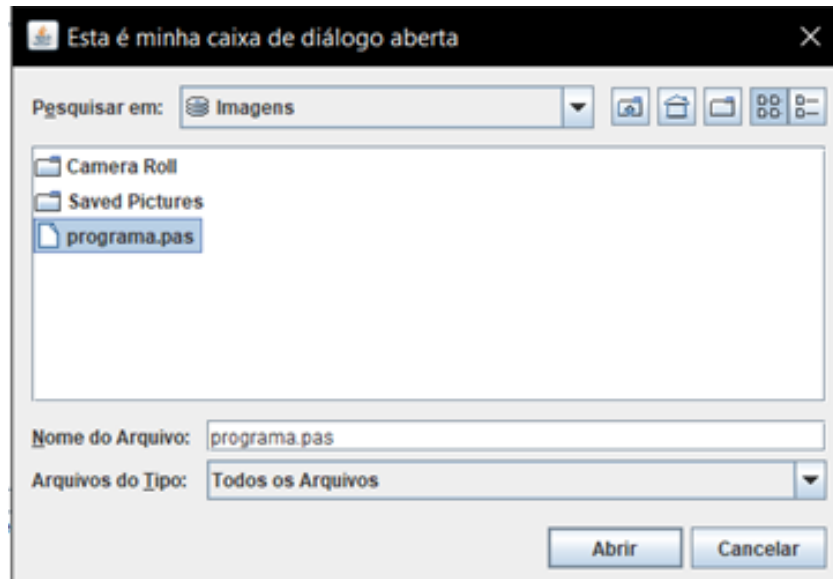 Esta é minha caixa de diálogo aberta
Pesquisar em: Imagens
Camera Roll
Saved Pictures
programa.pas
Nome do Arquivo: programa.pas
Arquivos do Tipo: Todos os Arquivos
Abrir Cancelar